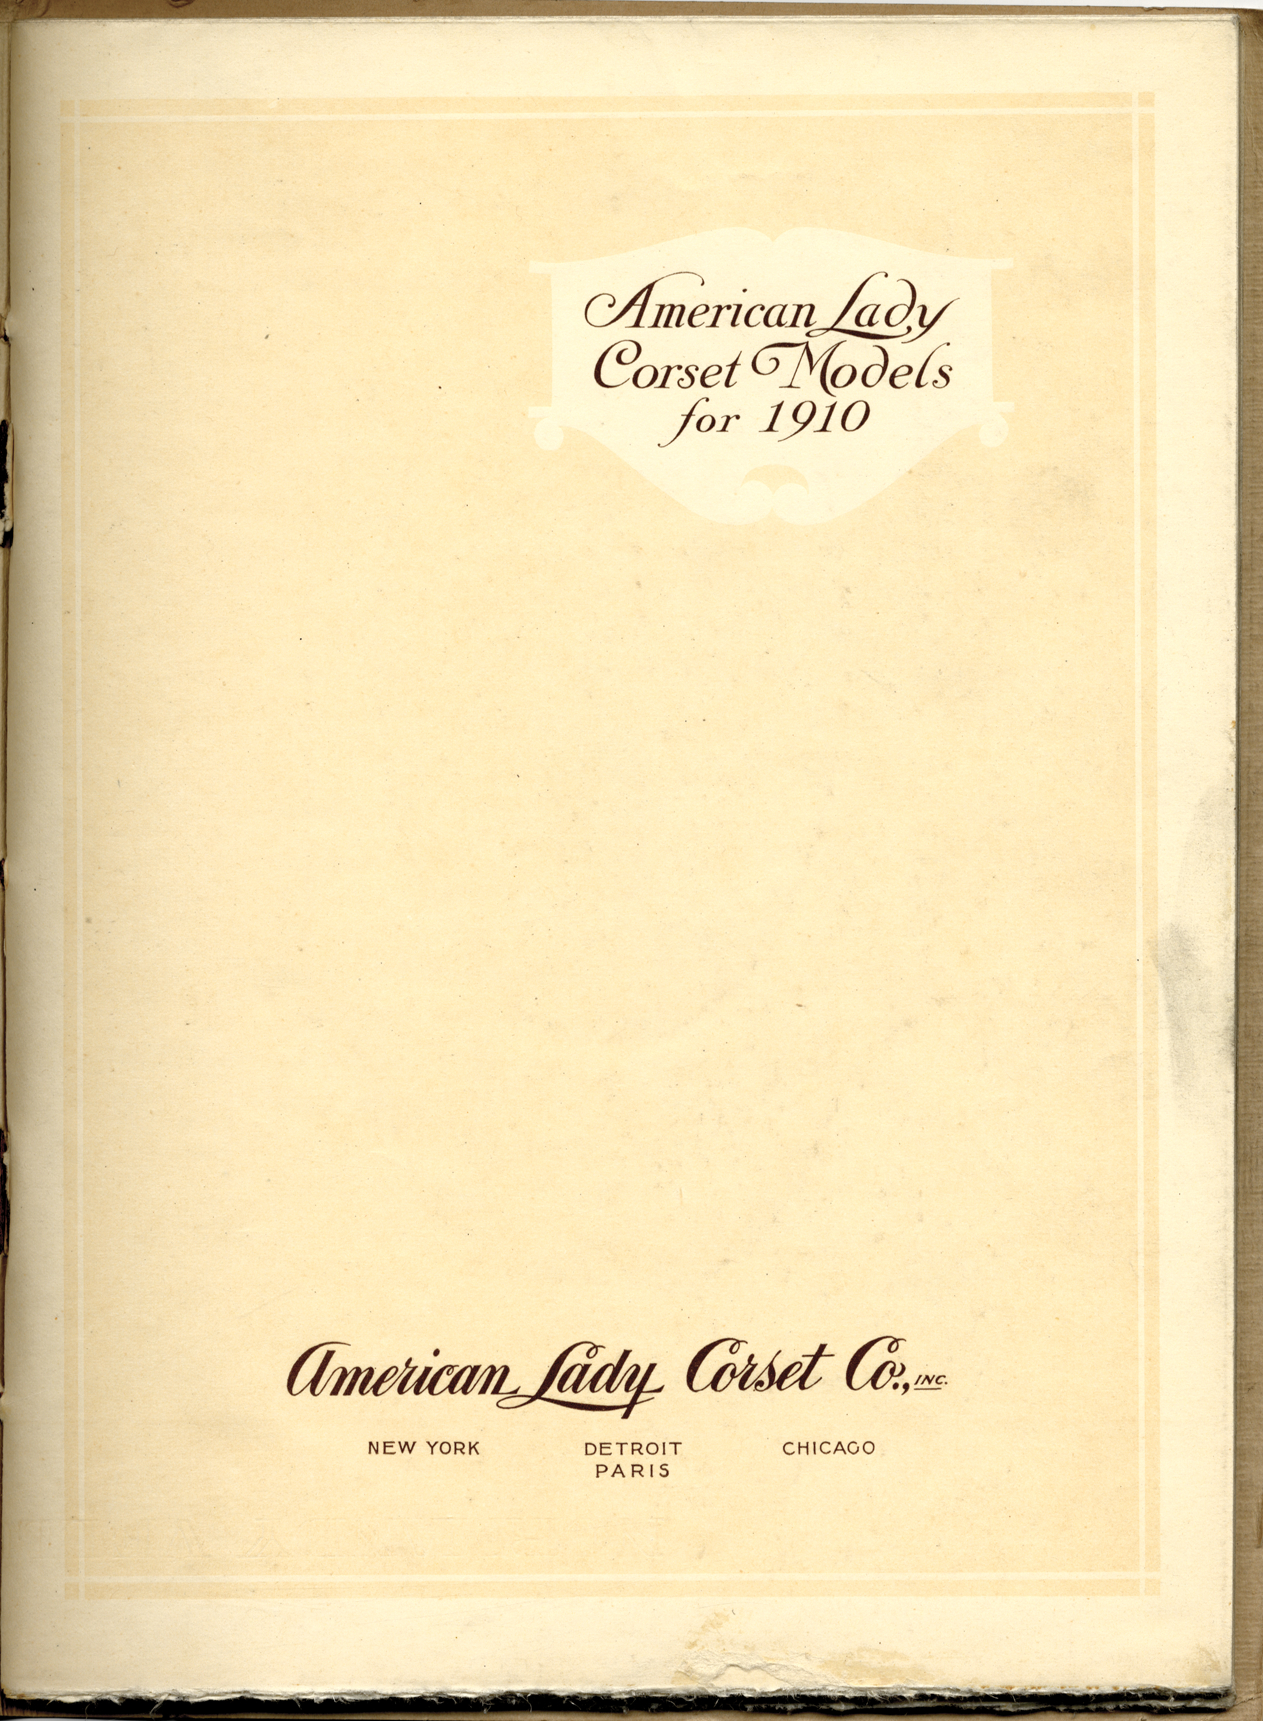 American Lady
Corset Models
for 1910
American Lady Corset Co., INC.
NEW YORK DETROIT CHICAGO
PARIS